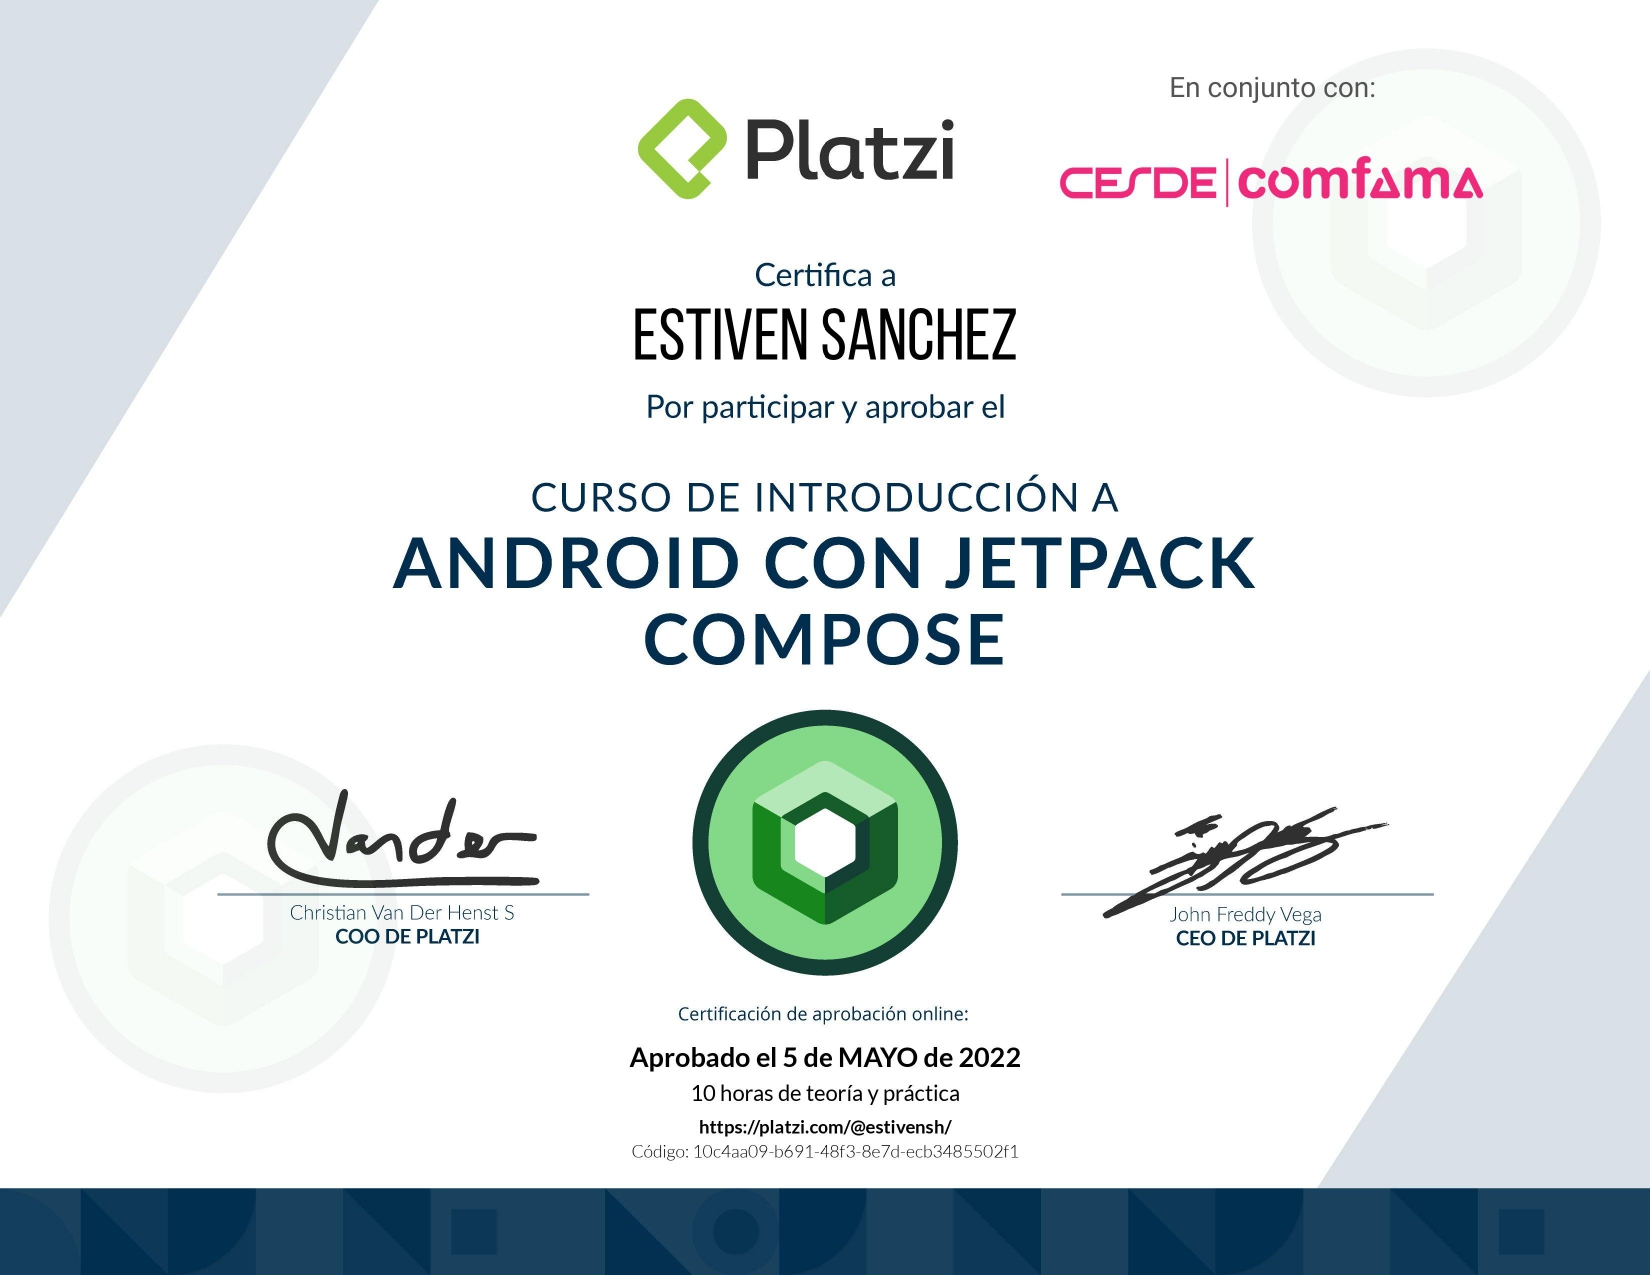 Platzi
En conjunto con:
CESDE | comfama
Certifica a
ESTIVEN SANCHEZ
Por participar y aprobar el
CURSO DE INTRODUCCIÓN A
ANDROID CON JETPACK
COMPOSE
Vander
Christian Van Der Henst S
COO DE PLATZI
John Freddy Vega
CEO DE PLATZI
Certificación de aprobación online:
Aprobado el 5 de MAYO de 2022
10 horas de teoría y práctica
https://platzi.com/@estivensh/
Código: 10c4aa09-b691-48f3-8e7d-ecb3485502f1